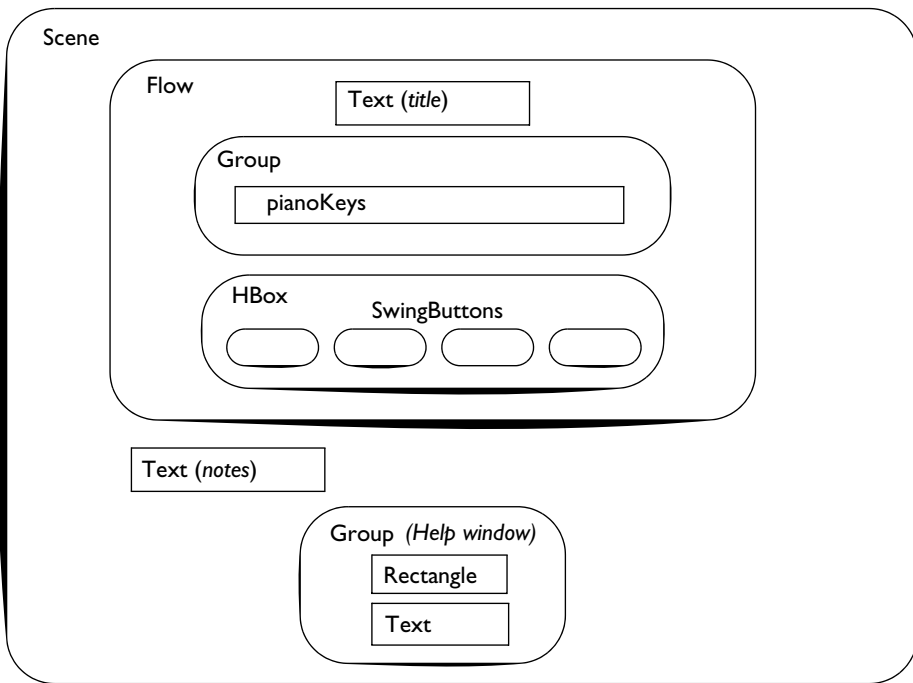 Scene
Flow
Text (title)
Group
pianoKeys
HBox
SwingButtons
Text (notes)
Group (Help window)
Rectangle
Text